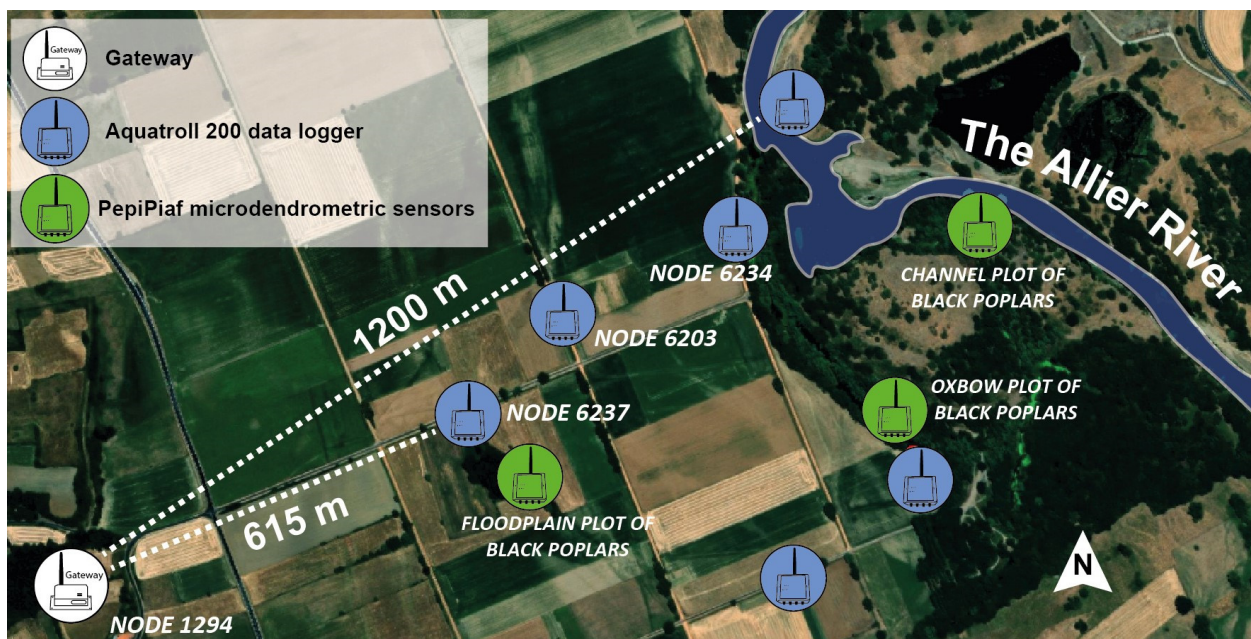 Gateway
Gateway
Aquatroll 200 data logger
PepiPiaf microdendrometric sensors
The Allier River
NODE 6234
CHANNEL PLOT OF
BLACK POPLARS
1200 m
NODE 6203
OXBOW PLOT OF
BLACK POPLARS
NODE 6237
615 m
FLOODPLAIN PLOT OF
BLACK POPLARS
N
Gateway
NODE 1294